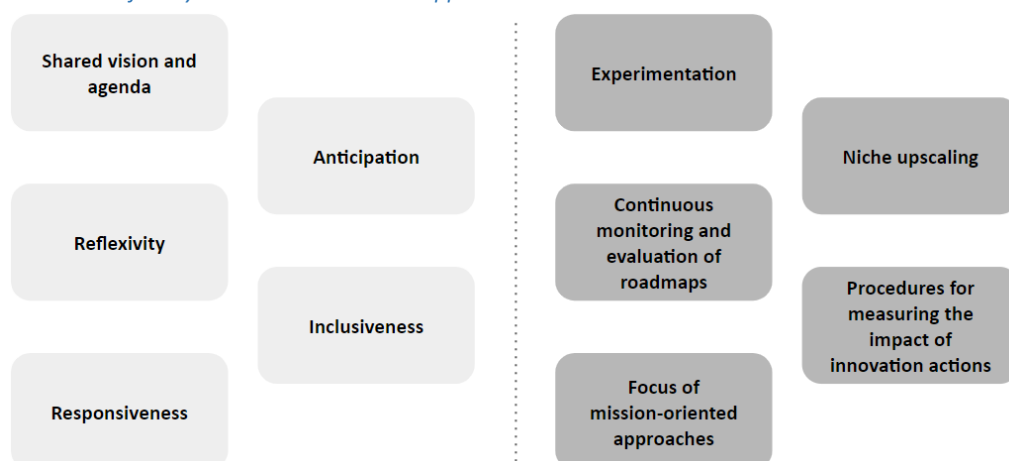 Shared vision and
agenda
Anticipation
Reflexivity
Inclusiveness
Responsiveness
Experimentation
Niche upscaling
Continuous
monitoring and
evaluation of
roadmaps
Procedures for
measuring the
impact of
innovation actions
Focus of
mission-oriented
approaches